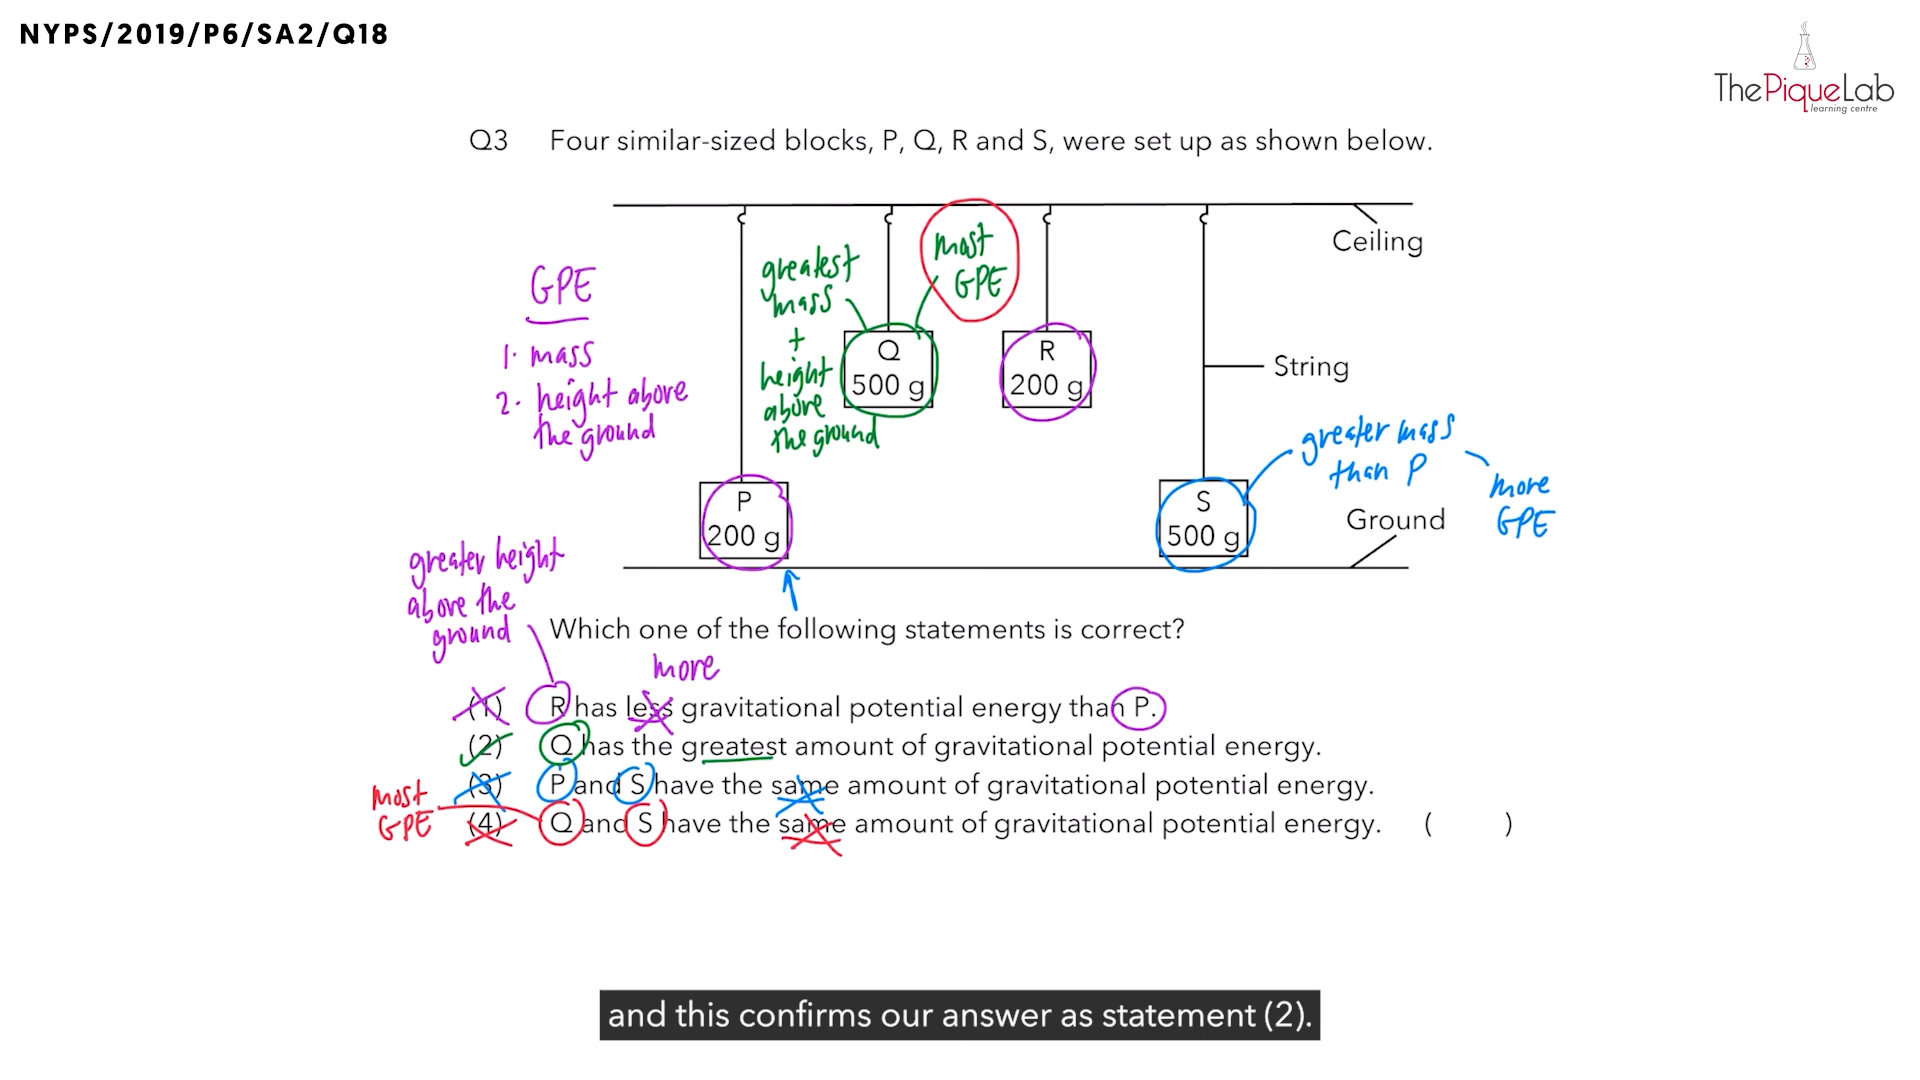 NYPS/2019/P6/SA2/Q18
ThePiqueLab
learning centre
Q3 Four similar-sized blocks, P, Q, R and S, were set up as shown below.
Ceiling
GPE
1. mass
2. height above
the ground
greatest
mass
+
height
above
the ground
most
GPE
Q
500 g
R
200 g
String
greater mass
than P
more
GPE
P
200 g
S
500 g
Ground
greater height
above the
ground
Which one of the following statements is correct?
more
(1) R has less gravitational potential energy than P.
(2) Q has the greatest amount of gravitational potential energy.
(3) P and S have the same amount of gravitational potential energy.
most
GPE
(4) Q and S have the same amount of gravitational potential energy. ( )
and this confirms our answer as statement (2).